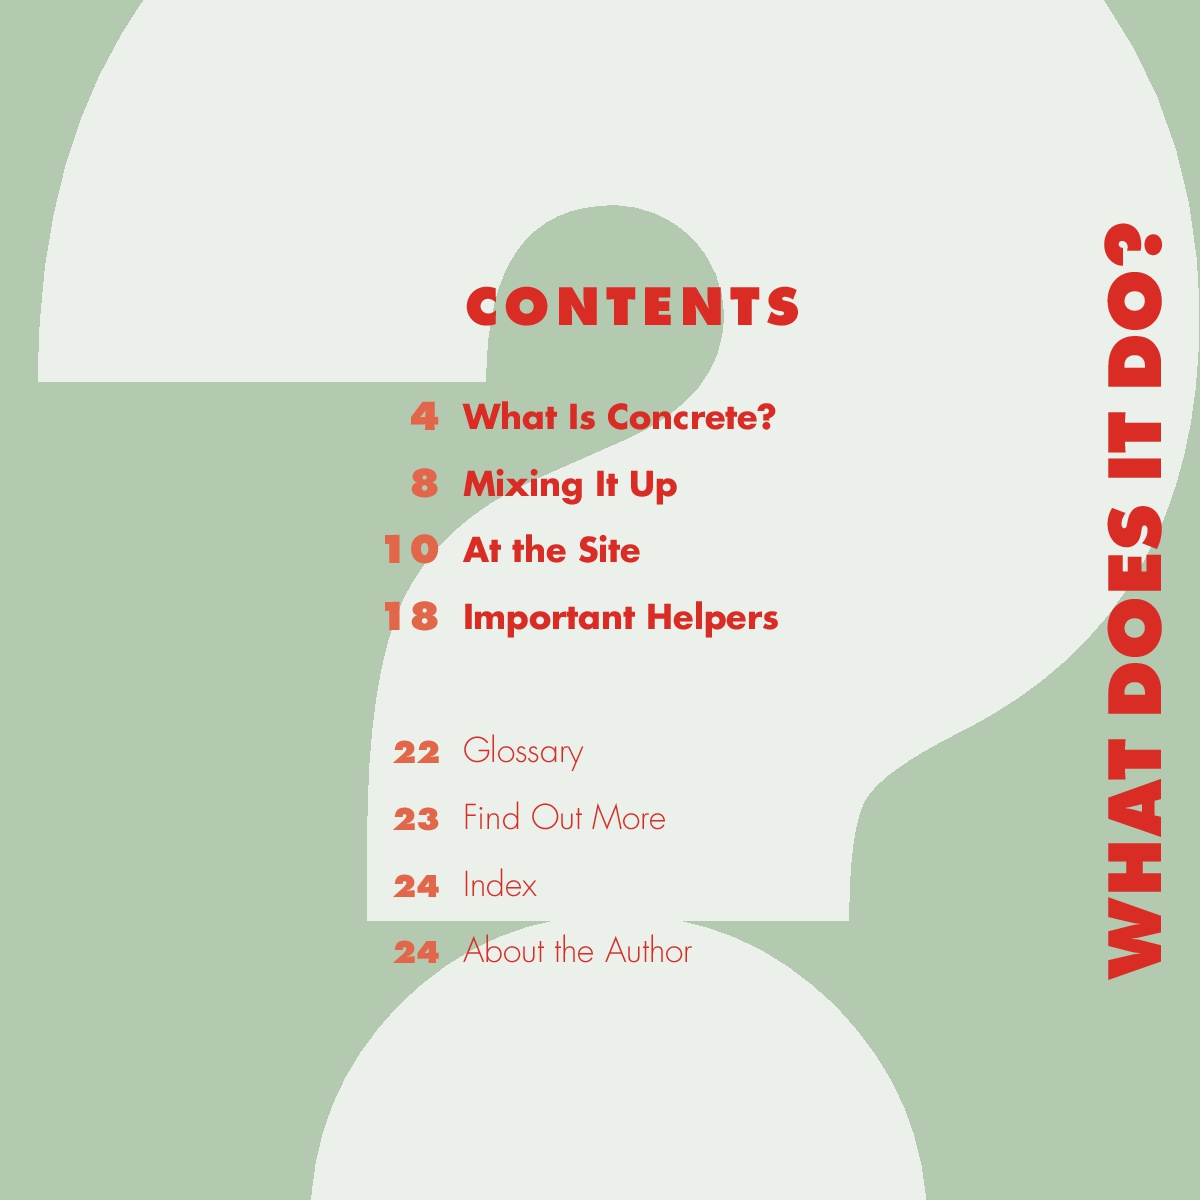 CONTENTS
4 What Is Concrete?
8 Mixing It Up
10 At the Site
18 Important Helpers
22 Glossary
23 Find Out More
24 Index
24 About the Author
WHAT DOES IT DO?